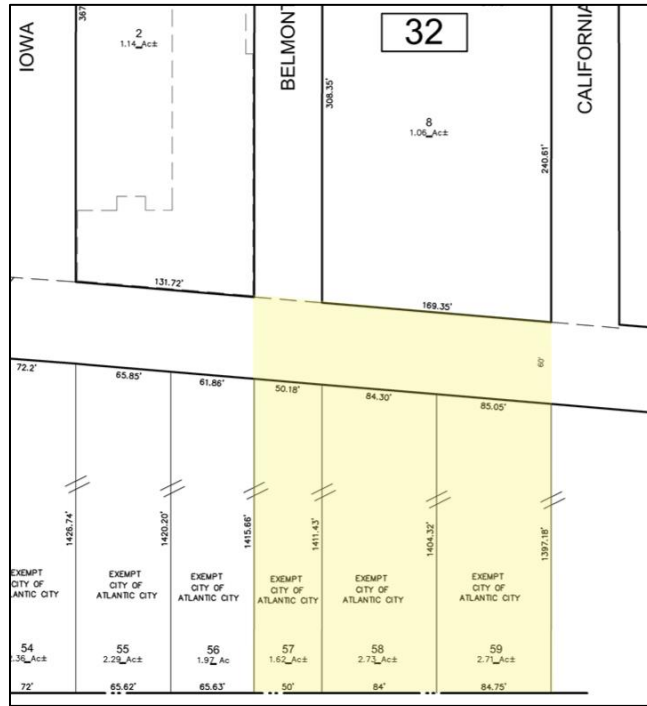 IOWA
367
2
1.14 Ac±
BELMONT
32
308.35'
8
1.06 Ac±
240.61'
CALIFORNIA
131.72'
169.35'
60'
72.2'
65.85'
61.86'
50.18'
84.30'
85.05'
1426.74'
1420.20'
1415.66'
1411.43'
1404.32'
1397.18'
EXEMPT
CITY OF
ATLANTIC CITY
EXEMPT
CITY OF
ATLANTIC CITY
EXEMPT
CITY OF
ATLANTIC CITY
EXEMPT
CITY OF
ATLANTIC CITY
EXEMPT
CITY OF
ATLANTIC CITY
54
2.36 Ac±
55
2.29 Ac±
56
1.97 Ac
57
1.62 Ac±
58
2.73 Ac±
59
2.71 Ac±
72'
65.62'
65.63'
50'
84'
84.75'